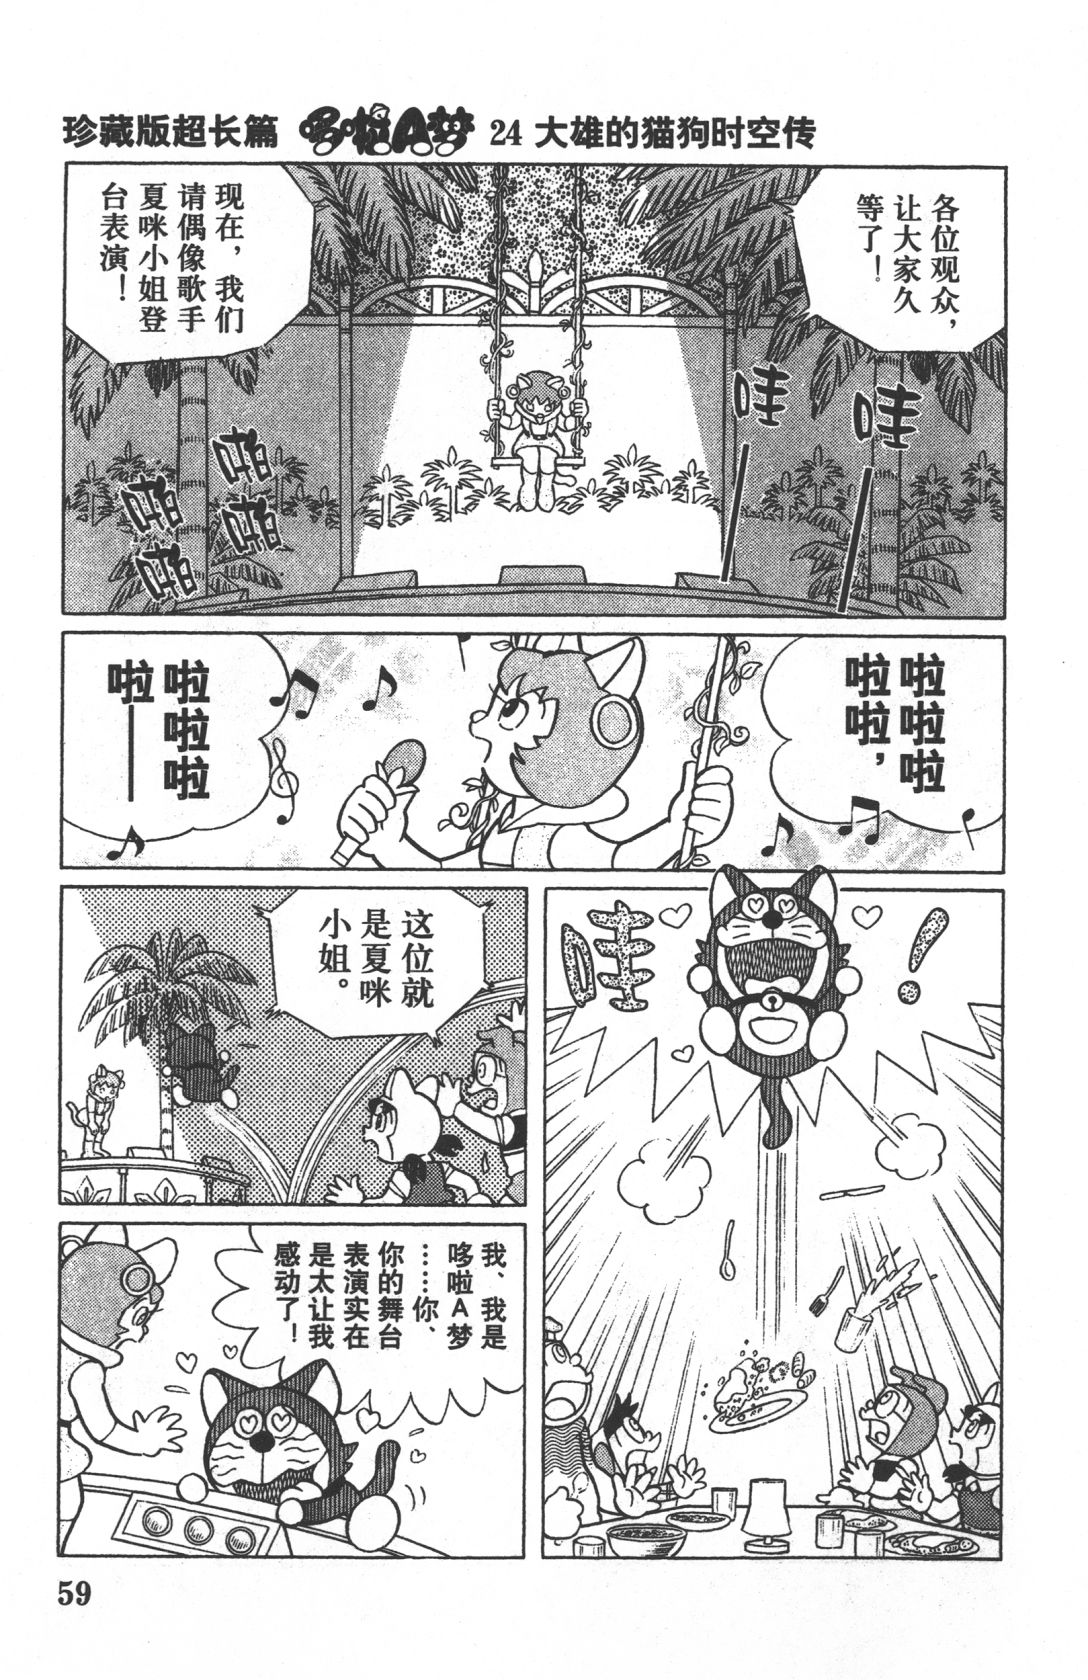 珍藏版超长篇 哆啦A梦 24 大雄的猫狗时空传
各位观众，
让大家久
等了！
现在，我们
请偶像歌手
夏咪小姐登
台表演！
哇
哇
啪
啪
啪
啪
啦啦啦
啦啦，
啦啦啦
啦——
哇！
这位就
是夏咪
小姐。
我、我是
哆啦A梦
……你、
你的舞台
表演实在
是太让我
感动了！
59